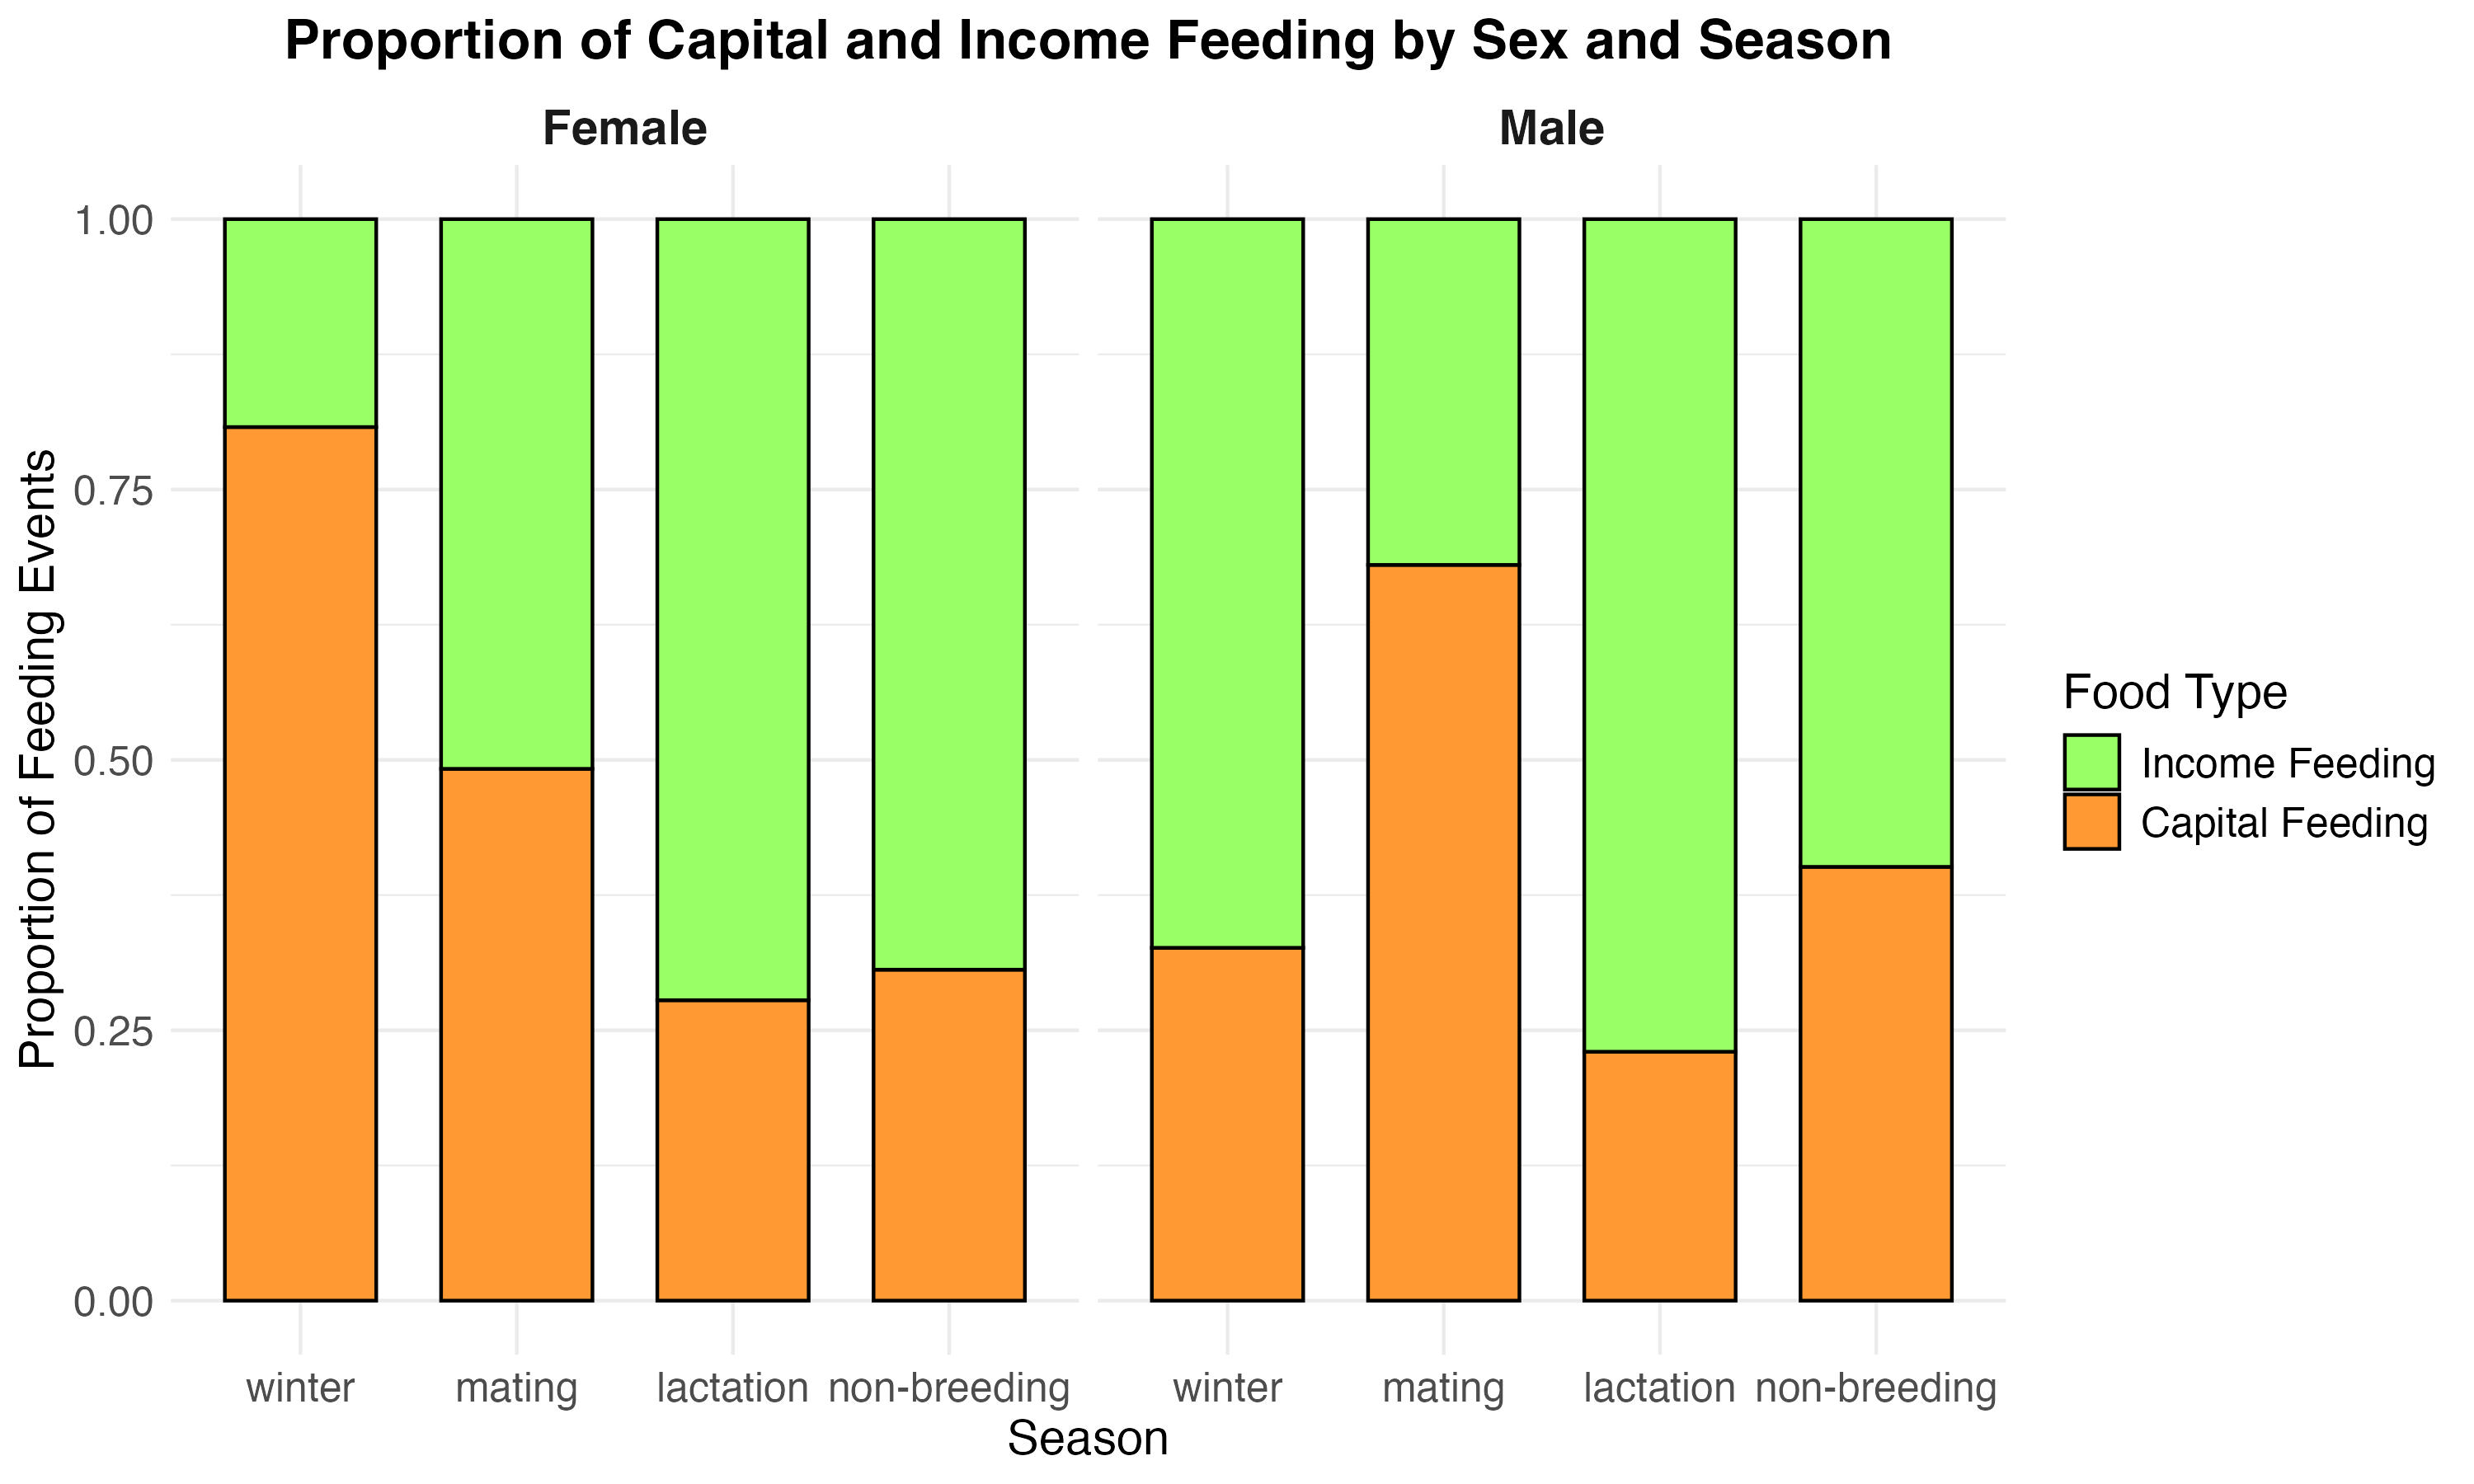 Proportion of Capital and Income Feeding by Sex and Season
Female
Male
1.00
0.75
0.50
0.25
0.00
Proportion of Feeding Events
winter mating lactation non-breeding
winter mating lactation non-breeding
Season
Food Type
Income Feeding
Capital Feeding